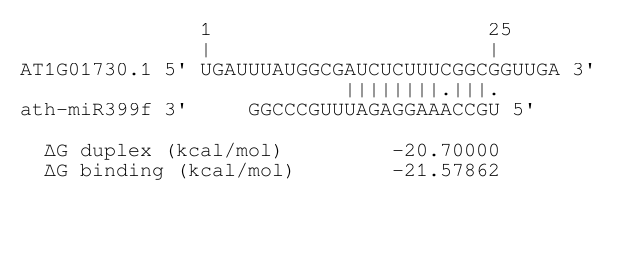 1 25
| |
AT1G01730.1 5' UGAUUUAUGGCGAUCUCUUUCGGCGGUUGA 3'
||||||||.|||.
ath-miR399f 3' GGCCCGUUUAGAGGAAACCGU 5'
ΔG duplex (kcal/mol) -20.70000
ΔG binding (kcal/mol) -21.57862